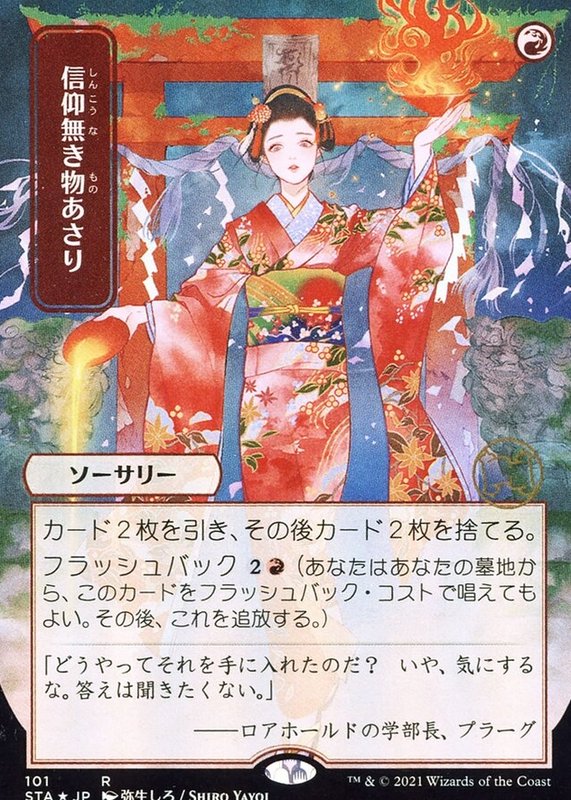 信仰無き物あさり
しんこう な もの
ソーサリー
カード2枚を引き、その後カード2枚を捨てる。
フラッシュバック 2 (あなたはあなたの墓地か
ら、このカードをフラッシュバック・コストで唱えても
よい。その後、これを追放する。)
「どうやってそれを手に入れたのだ? いや、気にする
な。答えは聞きたくない。」
——ロアホールドの学部長、プラーグ
101 R
STA ★ JP 弥生しろ / SHIRO YAYOI
™ & © 2021 Wizards of the Coast